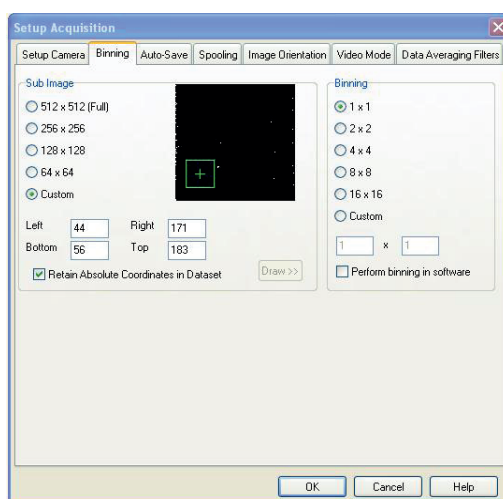 Setup Acquisition
Setup Camera Binning Auto-Save Spooling Image Orientation Video Mode Data Averaging Filters
Sub Image
512 x 512 (Full)
256 x 256
128 x 128
64 x 64
Custom
Left 44 Right 171
Bottom 56 Top 183
Retain Absolute Coordinates in Dataset
Draw >>
Binning
1 x 1
2 x 2
4 x 4
8 x 8
16 x 16
Custom
1 x 1
Perform binning in software
OK Cancel Help